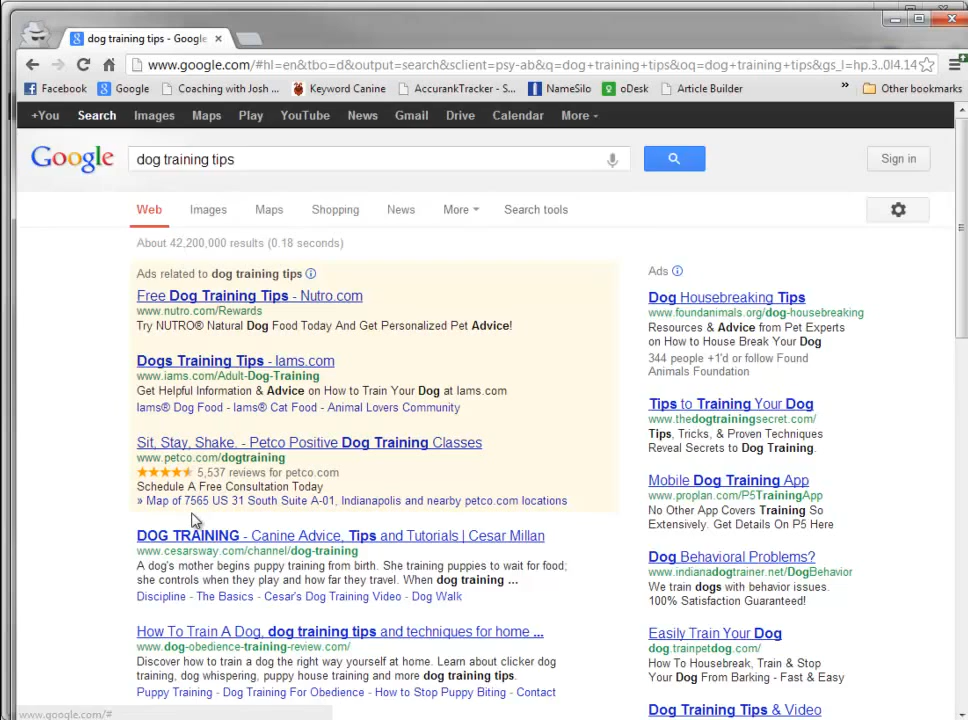 dog training tips - Google
www.google.com/#hl=en&tbo=d&output=search&sclient=psy-ab&q=dog+training+tips&oq=dog+training+tips&gs_l=hp.3..0l4.14
Facebook Google Coaching with Josh ... Keyword Canine AccurankTracker - S... NameSilo oDesk Article Builder » Other bookmarks
+You Search Images Maps Play YouTube News Gmail Drive Calendar More
Google dog training tips Sign in
Web Images Maps Shopping News More Search tools
About 42,200,000 results (0.18 seconds)
Ads related to dog training tips
Free Dog Training Tips - Nutro.com
www.nutro.com/Rewards
Try NUTRO® Natural Dog Food Today And Get Personalized Pet Advice!
Dogs Training Tips - Iams.com
www.iams.com/Adult-Dog-Training
Get Helpful Information & Advice on How to Train Your Dog at Iams.com
Iams® Dog Food - Iams® Cat Food - Animal Lovers Community
Sit, Stay, Shake. - Petco Positive Dog Training Classes
www.petco.com/dogtraining
5,537 reviews for petco.com
Schedule A Free Consultation Today
» Map of 7565 US 31 South Suite A-01, Indianapolis and nearby petco.com locations
DOG TRAINING - Canine Advice, Tips and Tutorials | Cesar Millan
www.cesarsway.com/channel/dog-training
A dog's mother begins puppy training from birth. She training puppies to wait for food;
she controls when they play and how far they travel. When dog training ...
Discipline - The Basics - Cesar's Dog Training Video - Dog Walk
How To Train A Dog, dog training tips and techniques for home ...
www.dog-obedience-training-review.com/
Discover how to train a dog the right way yourself at home. Learn about clicker dog
training, dog whispering, puppy house training and more dog training tips.
Puppy Training - Dog Training For Obedience - How to Stop Puppy Biting - Contact
Ads
Dog Housebreaking Tips
www.foundanimals.org/dog-housebreaking
Resources & Advice from Pet Experts
on How to House Break Your Dog
344 people +1'd or follow Found
Animals Foundation
Tips to Training Your Dog
www.thedogtrainingsecret.com/
Tips, Tricks, & Proven Techniques
Reveal Secrets to Dog Training.
Mobile Dog Training App
www.proplan.com/P5TrainingApp
No Other App Covers Training So
Extensively. Get Details On P5 Here
Dog Behavioral Problems?
www.indianadogtrainer.net/DogBehavior
We train dogs with behavior issues.
100% Satisfaction Guaranteed!
Easily Train Your Dog
dog.trainpetdog.com/
How To Housebreak, Train & Stop
Your Dog From Barking - Fast & Easy
Dog Training Tips & Video
www.google.com/#